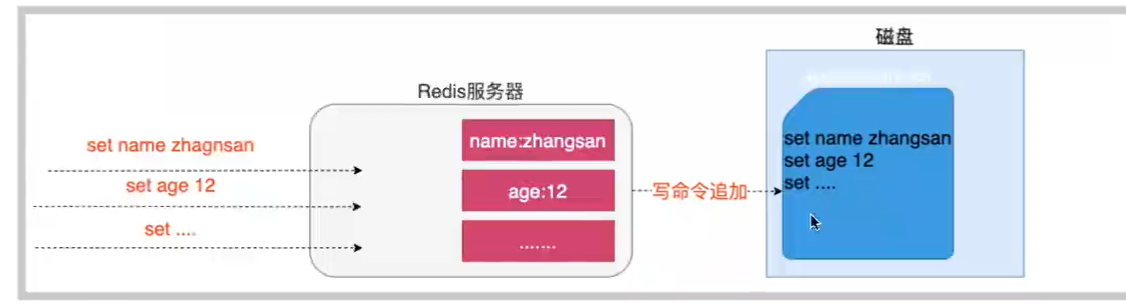 磁盘
Redis服务器
set name zhagnsan
set age 12
set ....
name:zhangsan
age:12
.......
写命令追加
set name zhangsan
set age 12
set ....